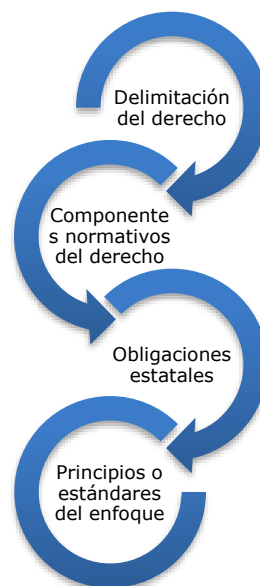 Delimitación
del derecho
Componente
s normativos
del derecho
Obligaciones
estatales
Principios o
estándares
del enfoque